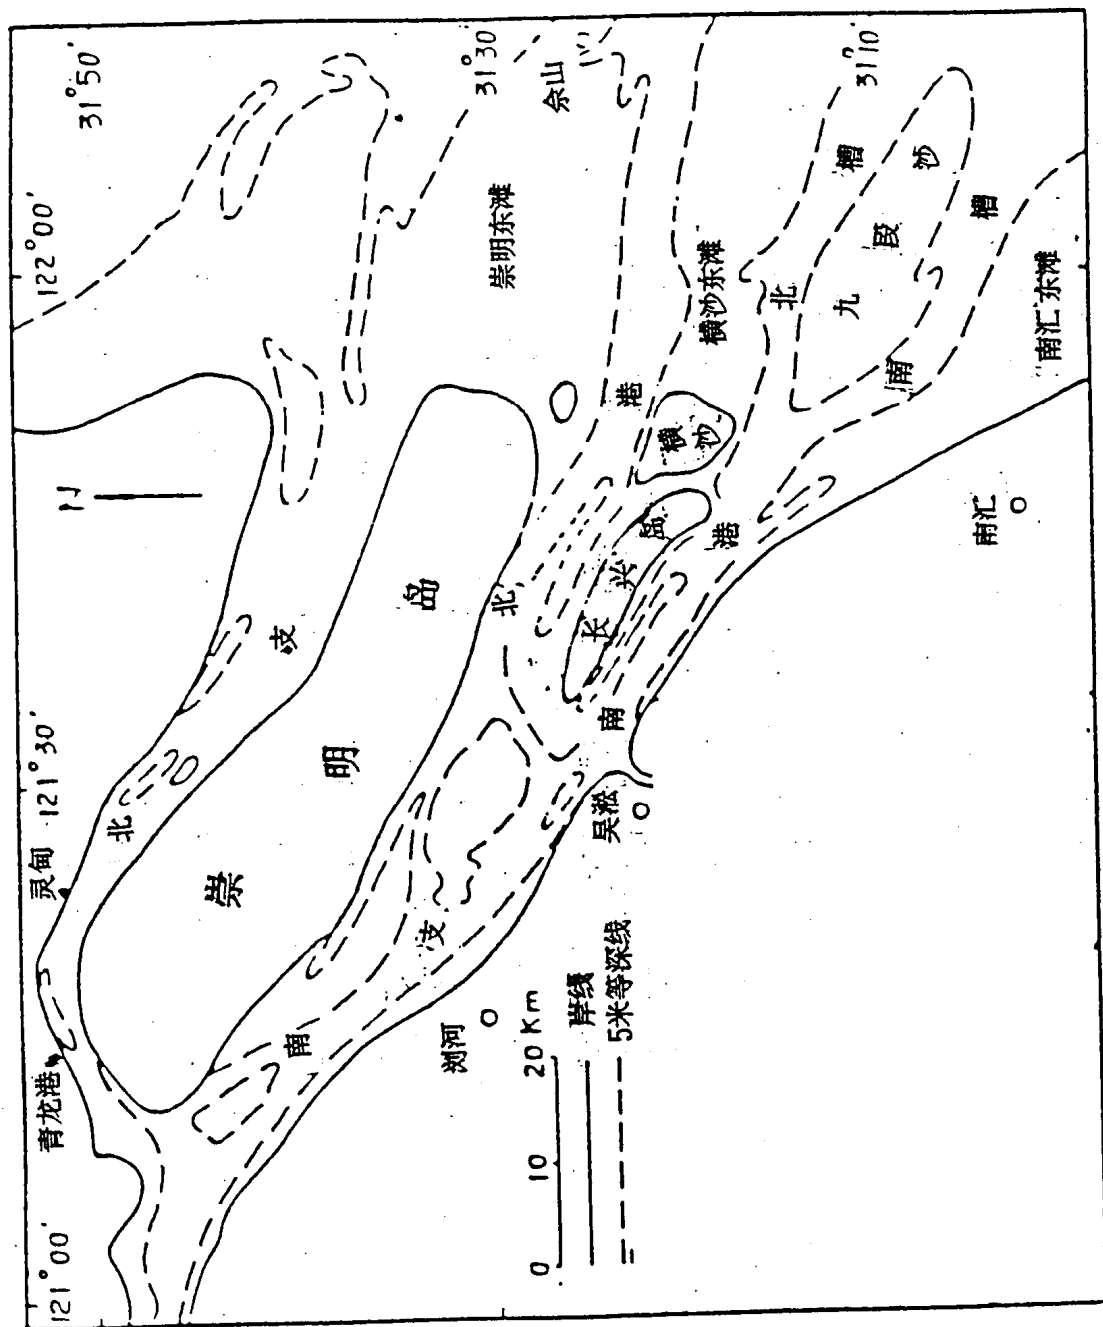 121°00′
121°30′
122°00′
31°50′
31°30′
31°10′
N
青龙港
灵甸
北支
崇明岛
南支
浏河
吴淞
北港
南港
长兴岛
横沙
崇明东滩
佘山
横沙东滩
北槽
九段沙
南槽
南汇东滩
南汇
0 10 20 Km
岸线
5米等深线